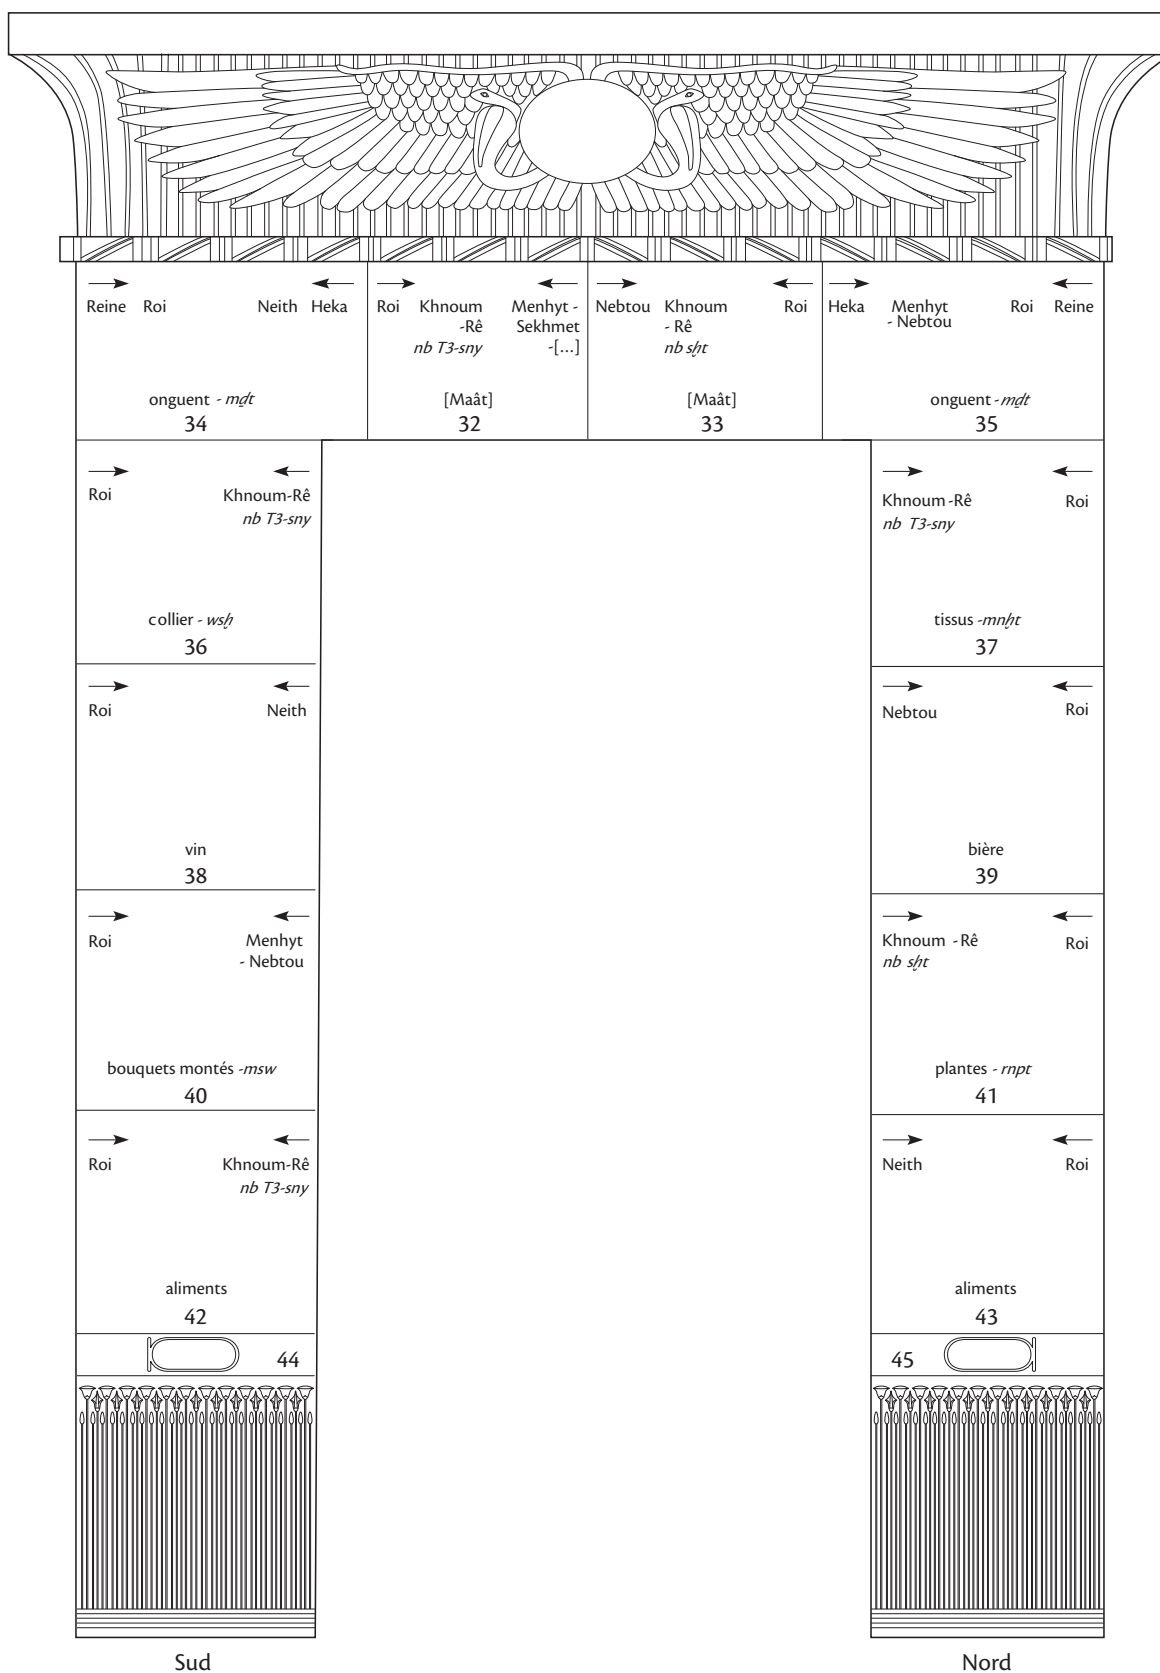 Reine Roi Neith Heka
onguent - mḏt
34
Roi Khnoum Menhyt -
-Rê Sekhmet
nb T3-sny -[...]
[Maât]
32
Nebtou Khnoum Roi
- Rê
nb sḫt
[Maât]
33
Heka Menhyt Roi Reine
- Nebtou
onguent - mḏt
35
Roi Khnoum-Rê
nb T3-sny
collier - wsḫ
36
Khnoum-Rê Roi
nb T3-sny
tissus -mnḫt
37
Roi Neith
vin
38
Nebtou Roi
bière
39
Roi Menhyt
- Nebtou
bouquets montés -msw
40
Khnoum -Rê Roi
nb sḫt
plantes - rnpt
41
Roi Khnoum-Rê
nb T3-sny
aliments
42
Neith Roi
aliments
43
44
45
Sud
Nord